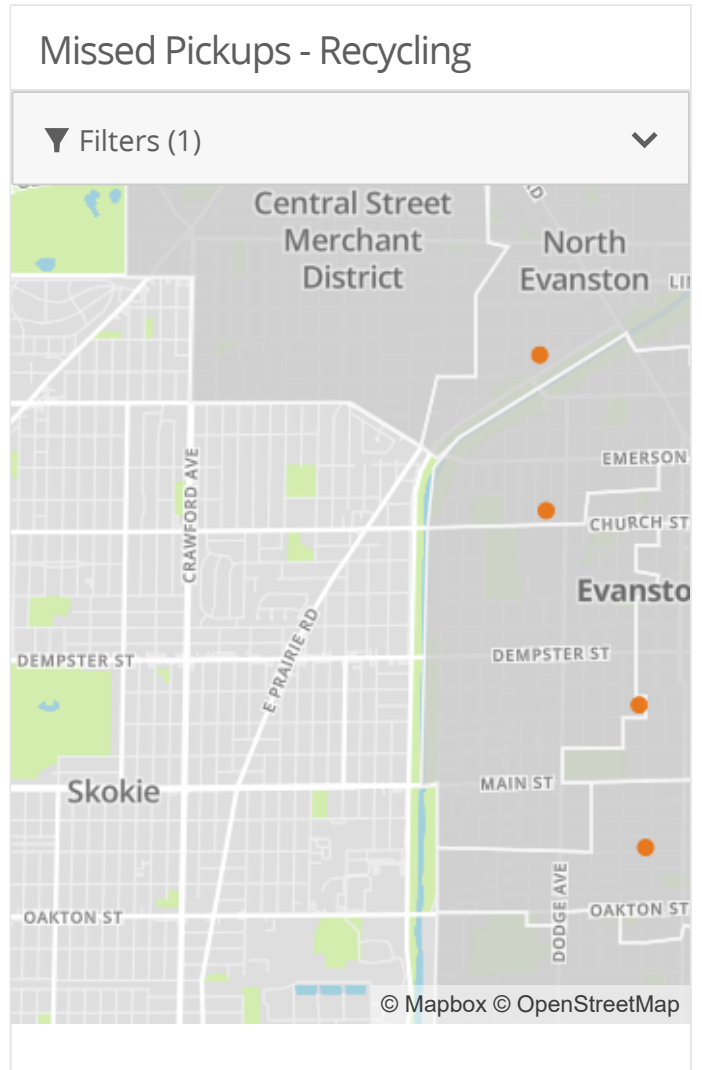 Missed Pickups - Recycling
Filters (1)
Central Street
Merchant
District
North
Evanston
EMERSON
CRAWFORD AVE
CHURCH ST
Evansto
E PRAIRIE RD
DEMPSTER ST
DEMPSTER ST
Skokie
MAIN ST
DODGE AVE
OAKTON ST
OAKTON ST
© Mapbox © OpenStreetMap